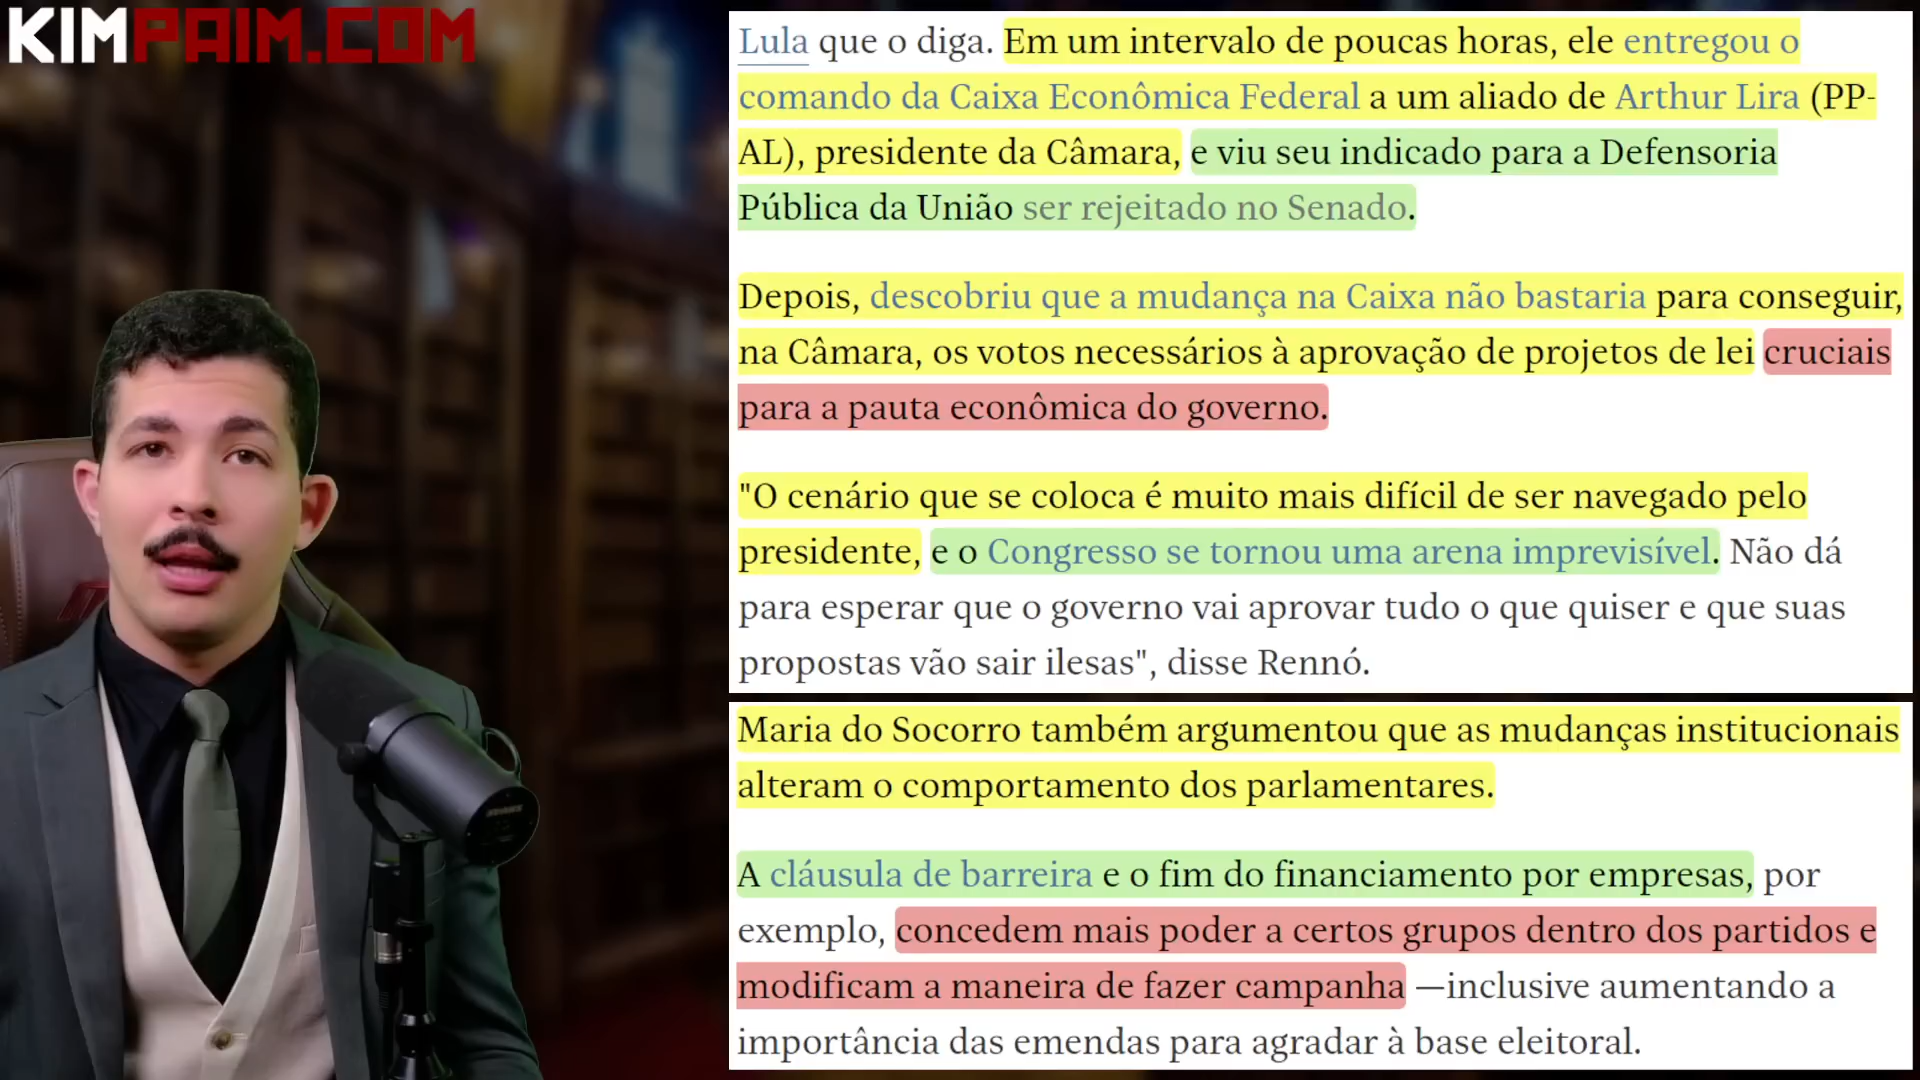 KIMPAIM.COM
Lula que o diga. Em um intervalo de poucas horas, ele entregou o
comando da Caixa Econômica Federal a um aliado de Arthur Lira (PP-
AL), presidente da Câmara, e viu seu indicado para a Defensoria
Pública da União ser rejeitado no Senado.
Depois, descobriu que a mudança na Caixa não bastaria para conseguir,
na Câmara, os votos necessários à aprovação de projetos de lei cruciais
para a pauta econômica do governo.
"O cenário que se coloca é muito mais difícil de ser navegado pelo
presidente, e o Congresso se tornou uma arena imprevisível. Não dá
para esperar que o governo vai aprovar tudo o que quiser e que suas
propostas vão sair ilesas", disse Rennó.
Maria do Socorro também argumentou que as mudanças institucionais
alteram o comportamento dos parlamentares.
A cláusula de barreira e o fim do financiamento por empresas, por
exemplo, concedem mais poder a certos grupos dentro dos partidos e
modificam a maneira de fazer campanha —inclusive aumentando a
importância das emendas para agradar à base eleitoral.